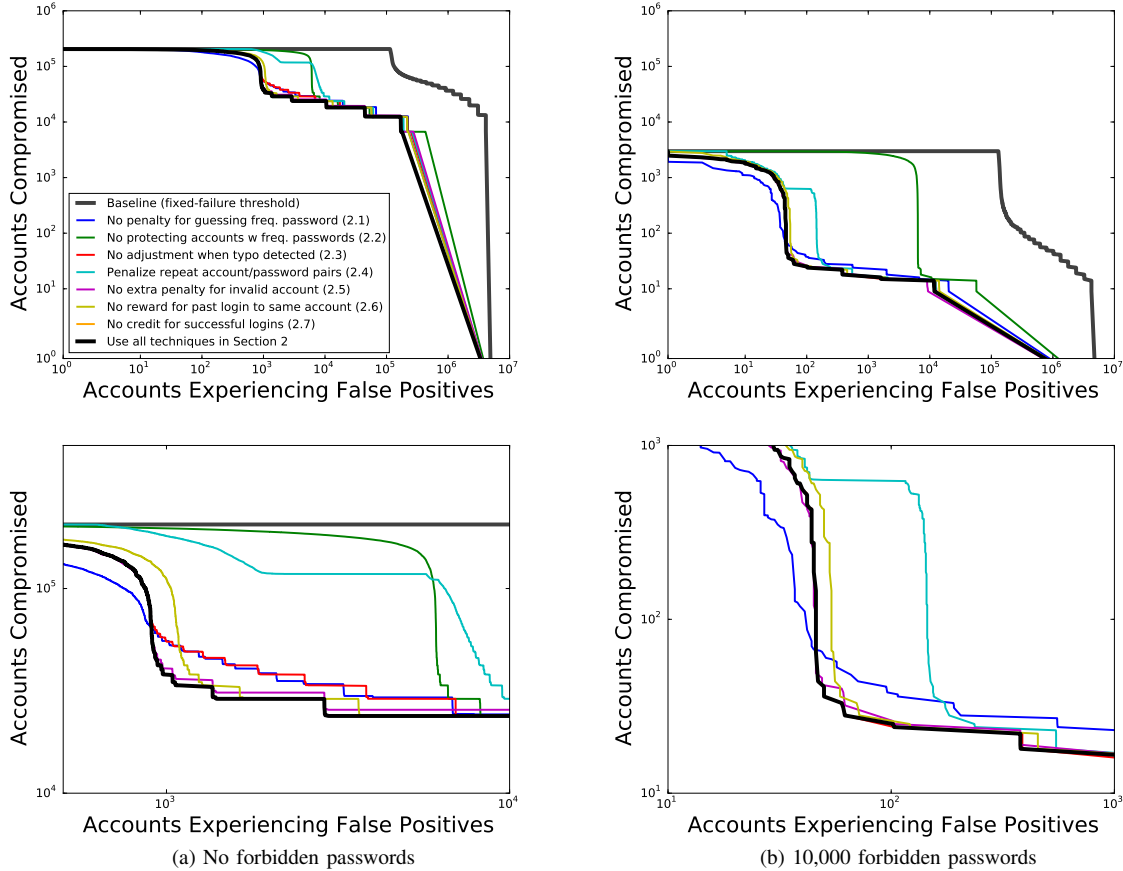 10^6
10^5
10^4
10^3
10^2
10^1
10^0
Accounts Compromised
Baseline (fixed-failure threshold)
No penalty for guessing freq. password (2.1)
No protecting accounts w freq. passwords (2.2)
No adjustment when typo detected (2.3)
Penalize repeat account/password pairs (2.4)
No extra penalty for invalid account (2.5)
No reward for past login to same account (2.6)
No credit for successful logins (2.7)
Use all techniques in Section 2
10^0 10^1 10^2 10^3 10^4 10^5 10^6 10^7
Accounts Experiencing False Positives
10^6
10^5
10^4
10^3
10^2
10^1
10^0
Accounts Compromised
10^0 10^1 10^2 10^3 10^4 10^5 10^6 10^7
Accounts Experiencing False Positives
10^5
10^4
Accounts Compromised
10^3 10^4
Accounts Experiencing False Positives
(a) No forbidden passwords
10^3
10^2
10^1
Accounts Compromised
10^1 10^2 10^3
Accounts Experiencing False Positives
(b) 10,000 forbidden passwords